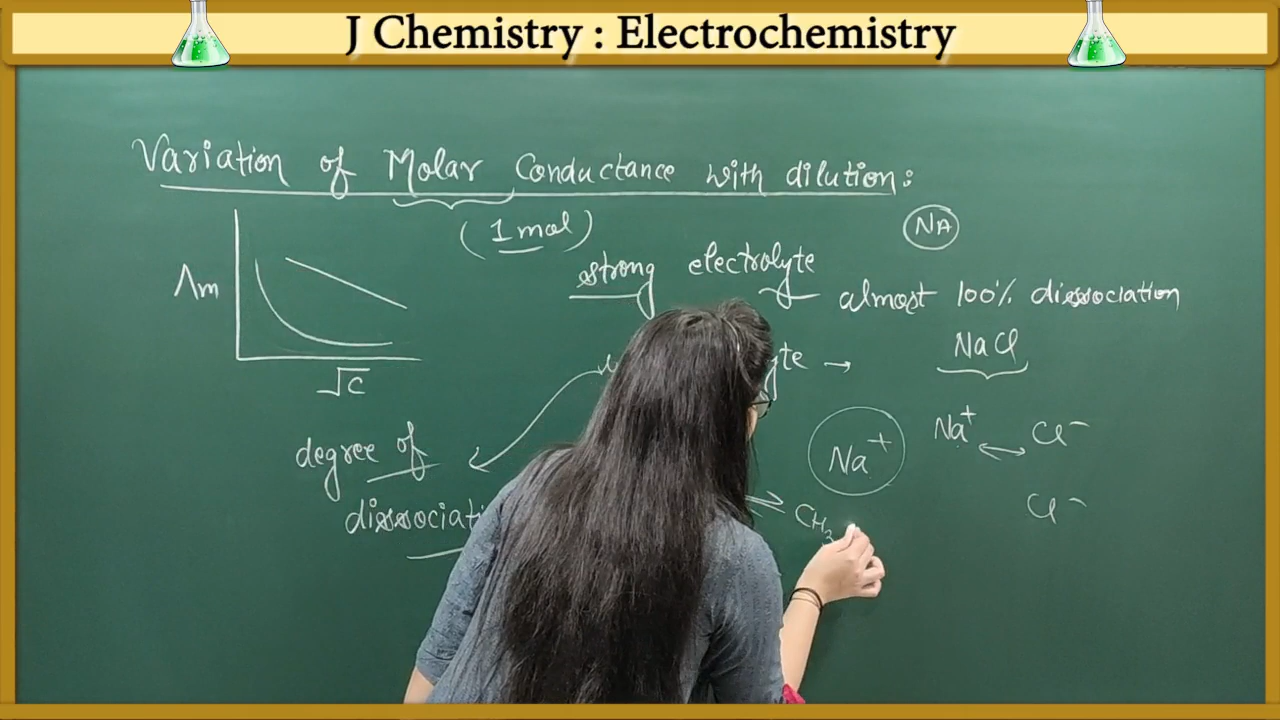 J Chemistry : Electrochemistry
Variation of Molar Conductance with dilution:
(1 mol)
NA
Λm
√C
strong electrolyte
almost 100% dissociation
→
NaCl
degree of
Na⁺
Na⁺ Cl⁻
⇌ CH₃
Cl⁻